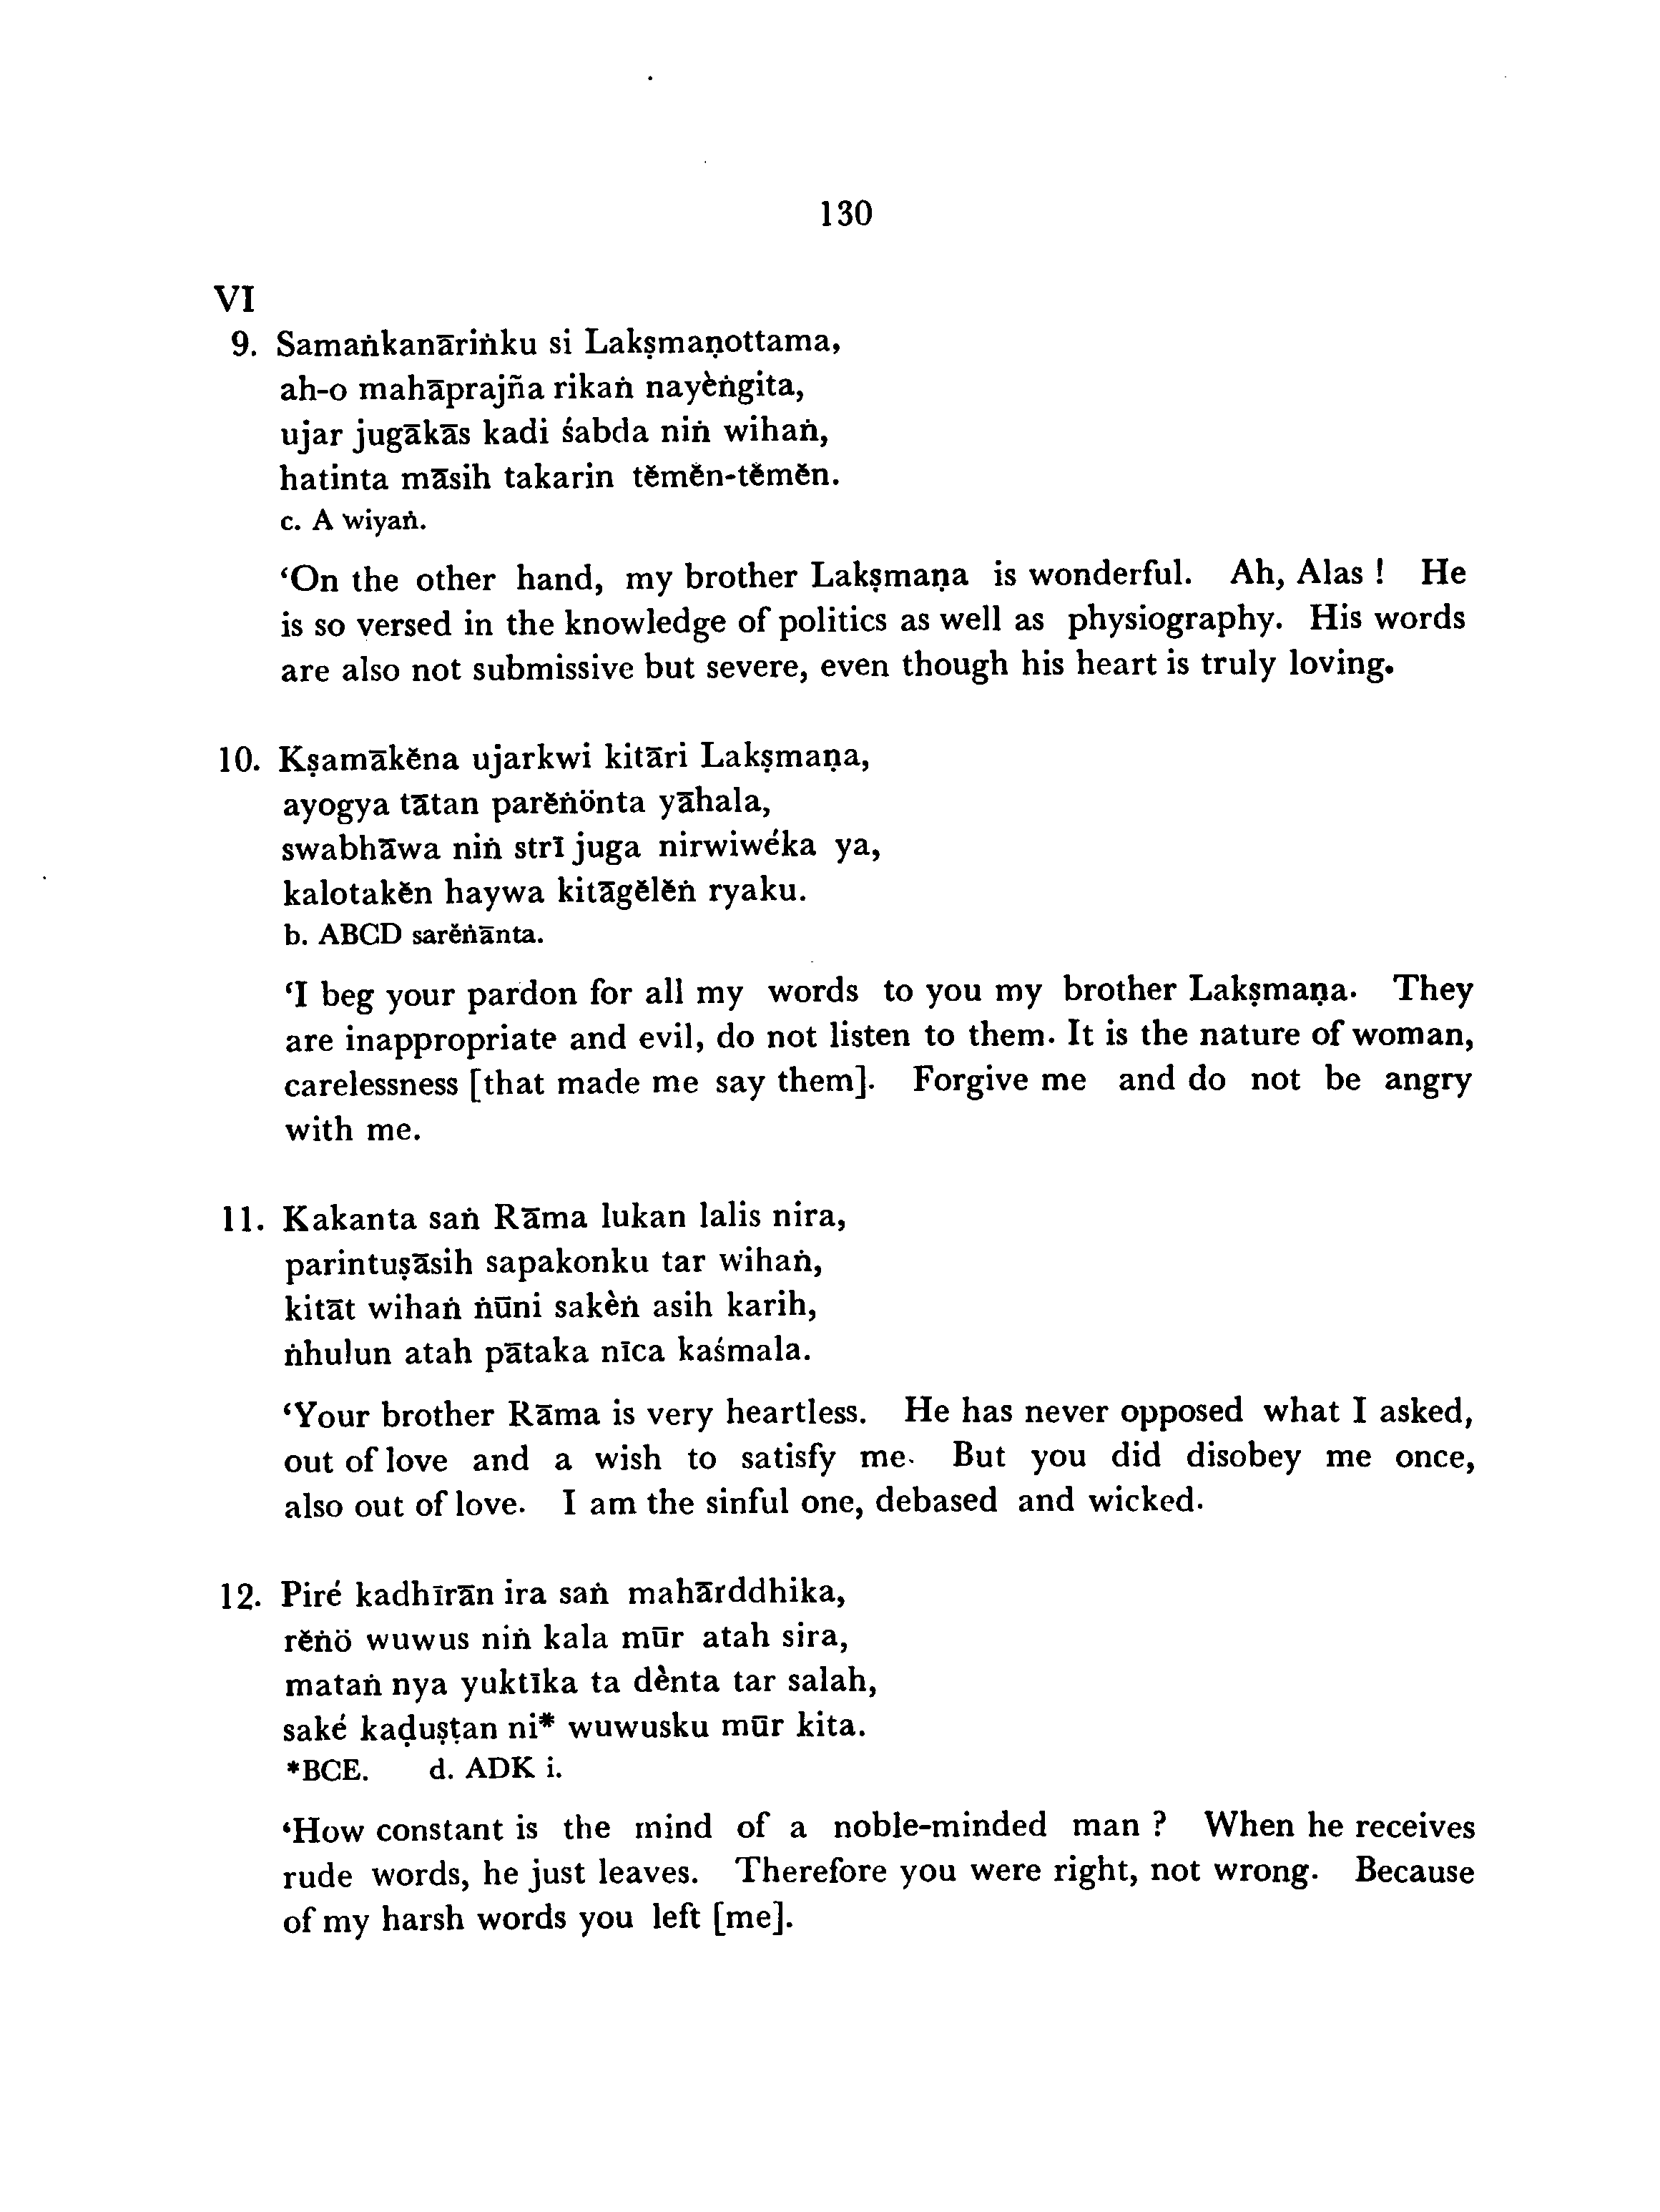 130
VI
9. Samaṅkanāriṅku si Lakṣmaṇottama,
ah-o mahāprajña rikaṅ nayèṅgita,
ujar jugākās kadi śabda niṅ wihaṅ,
hatinta māsih takarin tĕmĕn-tĕmĕn.
c. A wiyaṅ.
‘On the other hand, my brother Lakṣmaṇa is wonderful. Ah, Alas ! He
is so versed in the knowledge of politics as well as physiography. His words
are also not submissive but severe, even though his heart is truly loving.
10. Kṣamākĕna ujarkwi kitāri Lakṣmaṇa,
ayogya tātan parĕṅönta yāhala,
swabhāwa niṅ strī juga nirwiwéka ya,
kalotakĕn haywa kitāgĕlĕṅ ryaku.
b. ABCD sarĕṅānta.
‘I beg your pardon for all my words to you my brother Lakṣmaṇa. They
are inappropriate and evil, do not listen to them. It is the nature of woman,
carelessness [that made me say them]. Forgive me and do not be angry
with me.
11. Kakanta saṅ Rāma lukan lalis nira,
parintuṣāsih sapakonku tar wihaṅ,
kitāt wihaṅ ṅūni sakèṅ asih karih,
ṅhulun atah pātaka nīca kaśmala.
‘Your brother Rāma is very heartless. He has never opposed what I asked,
out of love and a wish to satisfy me. But you did disobey me once,
also out of love. I am the sinful one, debased and wicked.
12. Piré kadhīrān ira saṅ mahārddhika,
rĕṅö wuwus niṅ kala mūr atah sira,
mataṅ nya yuktīka ta dènta tar salah,
saké kaḍuṣṭan ni* wuwusku mūr kita.
*BCE. d. ADK i.
‘How constant is the mind of a noble-minded man ? When he receives
rude words, he just leaves. Therefore you were right, not wrong. Because
of my harsh words you left [me].